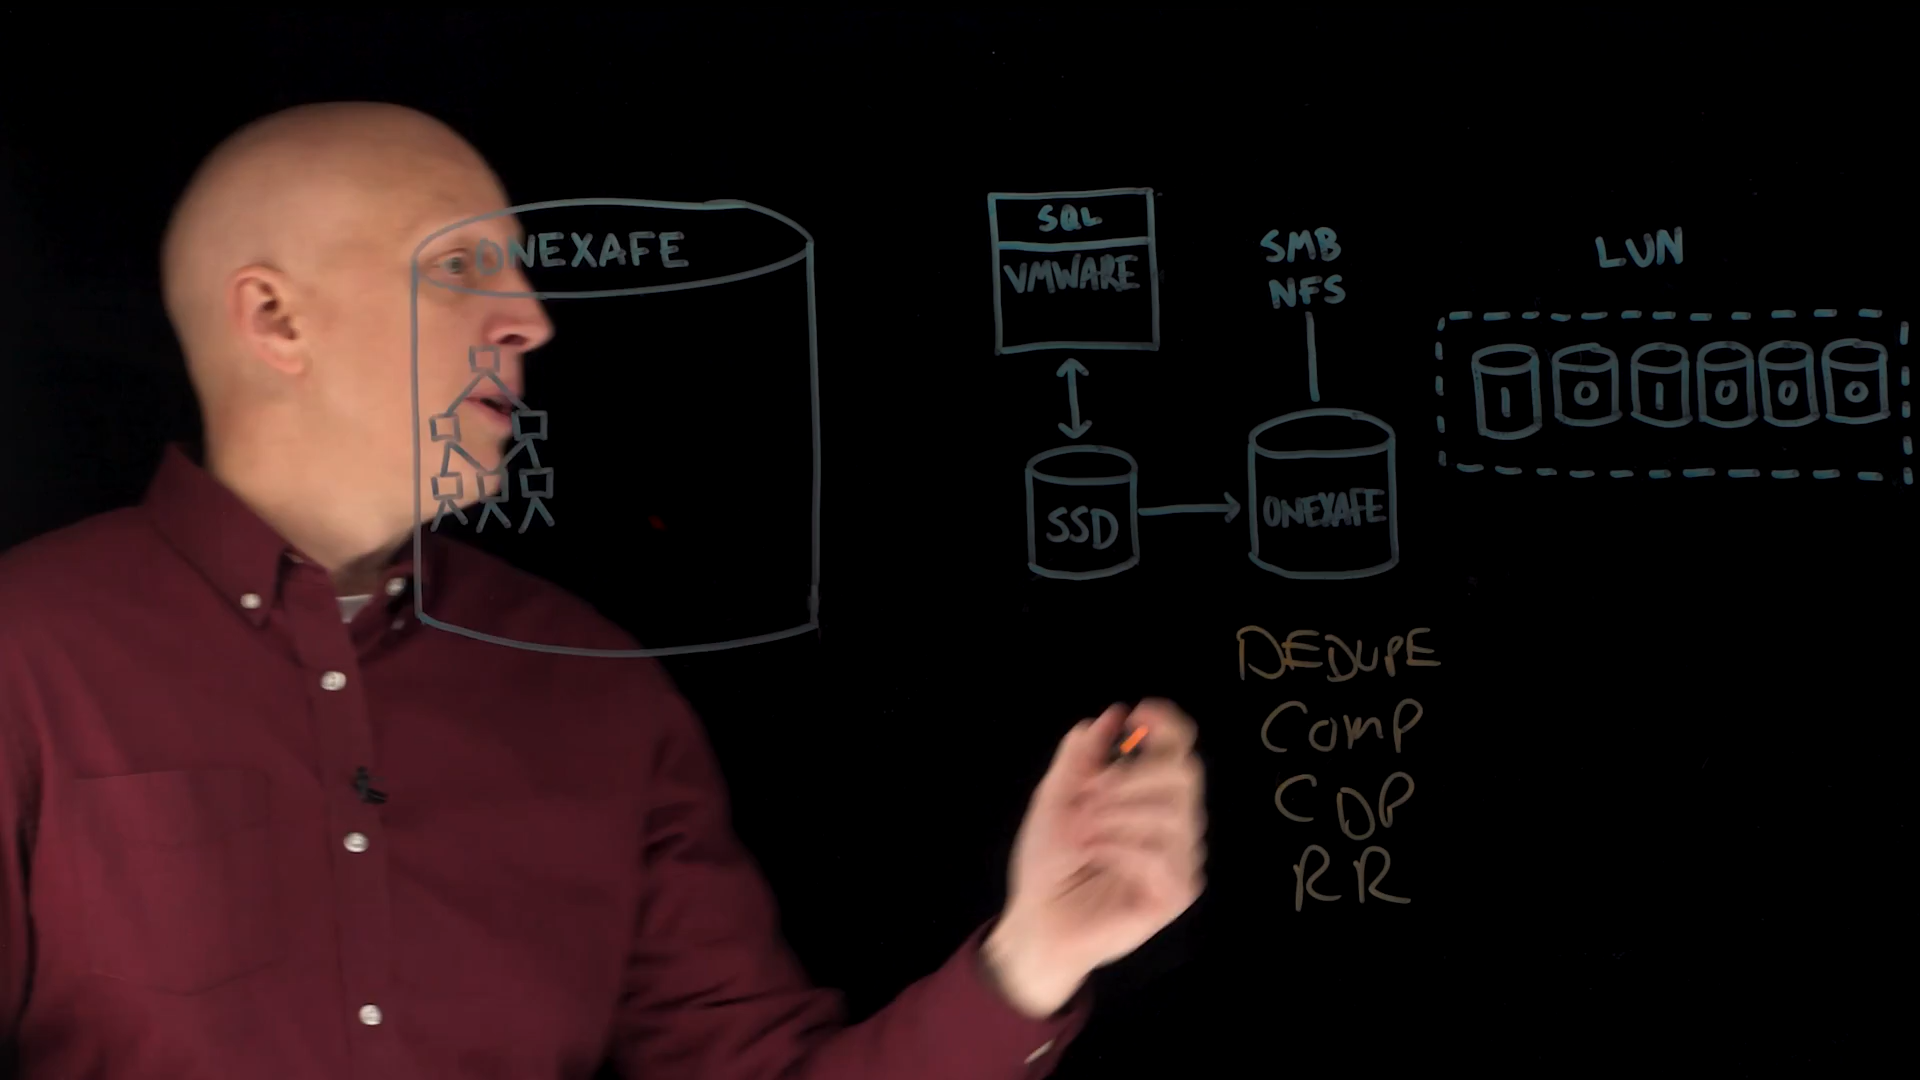 ONEXAFE
SQL
VMWARE
SSD
SMB
NFS
ONEXAFE
DEDUPE
COMP
CDP
RR
LUN
1 0 1 0 0 0